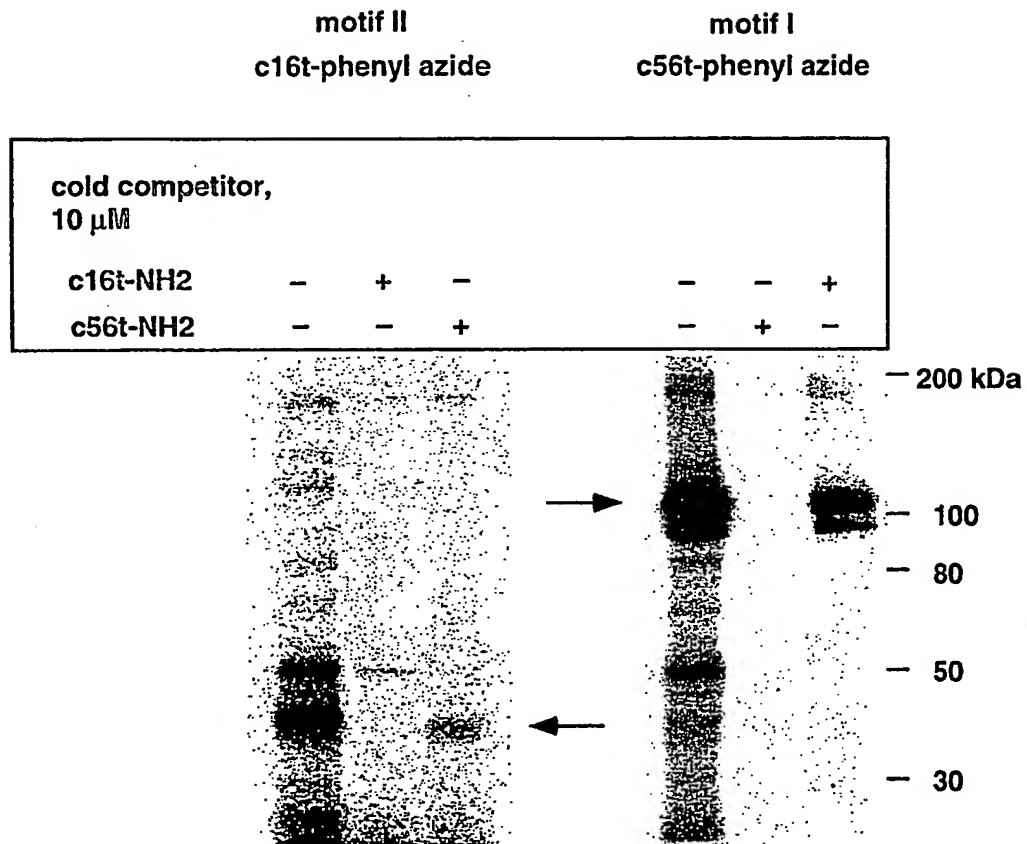 motif II
c16t-phenyl azide
motif I
c56t-phenyl azide
cold competitor,
10 µM
c16t-NH2 – + – – – +
c56t-NH2 – – + – + –
200 kDa
100
80
50
30